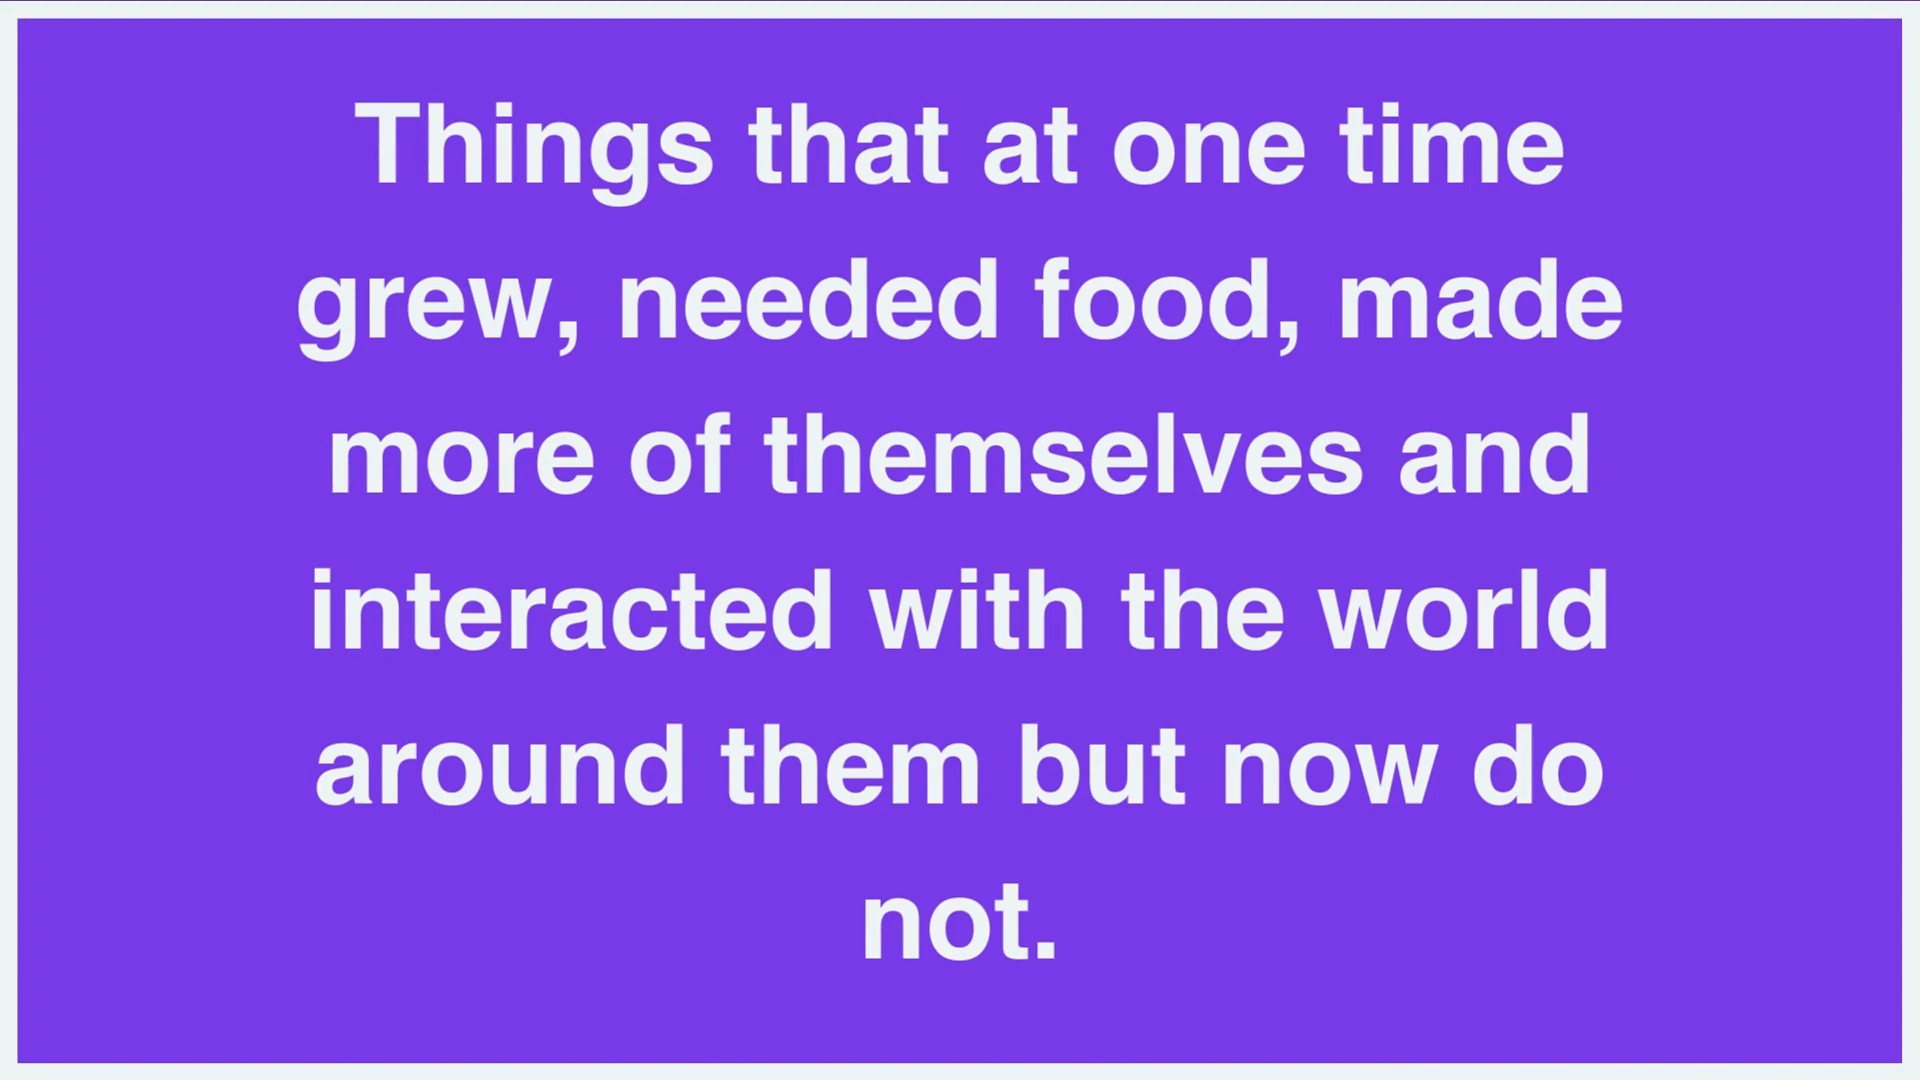 Things that at one time
grew, needed food, made
more of themselves and
interacted with the world
around them but now do
not.